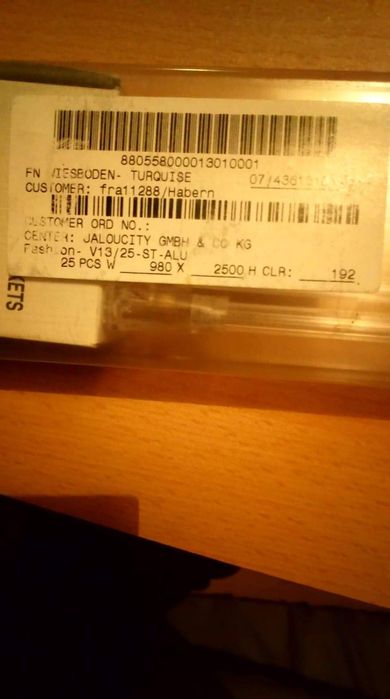 880558000013010001
FN WIESBODEN- TURQUISE
CUSTOMER: fra11288/Habern
CUSTOMER ORD NO.:
CENTER: JALOUCITY GMBH & CO KG
Fashion- V13/25-ST-ALU
25 PCS W 980 X 2500 H CLR: 192
KETS